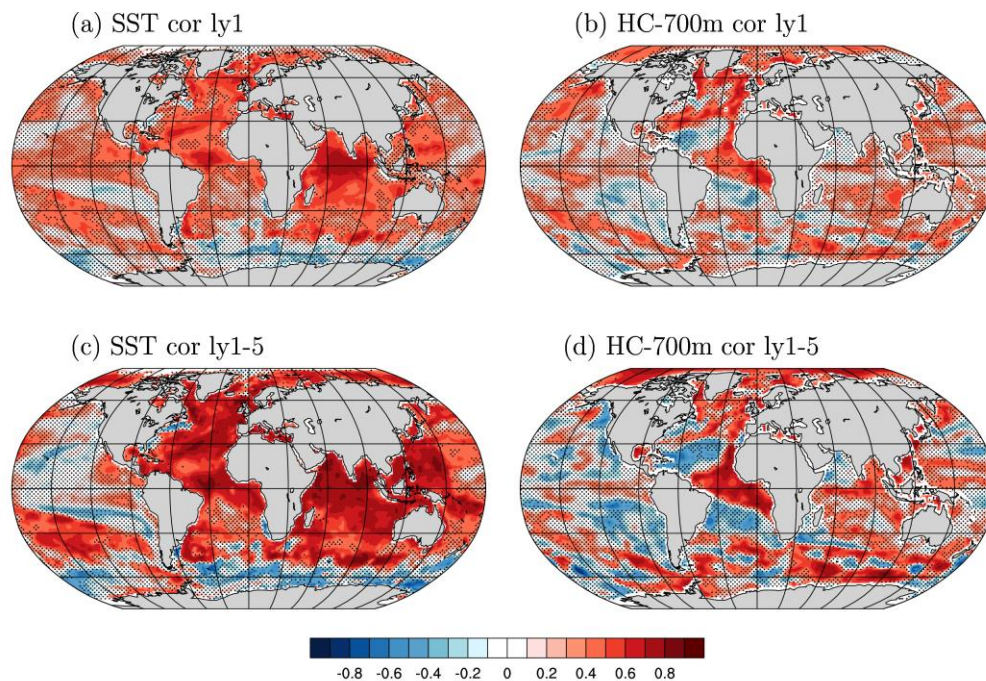 (a) SST cor ly1
(b) HC-700m cor ly1
(c) SST cor ly1-5
(d) HC-700m cor ly1-5
-0.8 -0.6 -0.4 -0.2 0 0.2 0.4 0.6 0.8